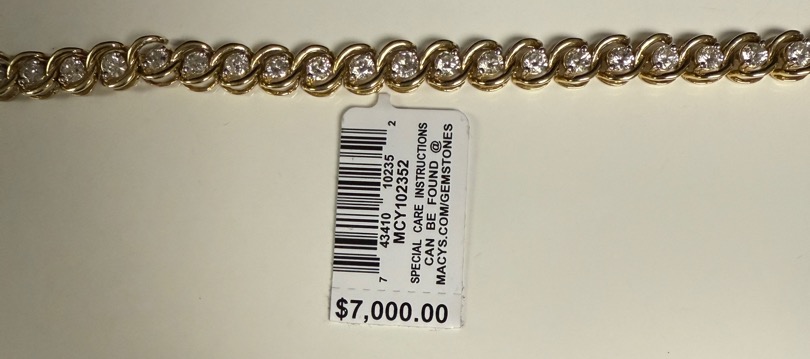 7 43410 10235 2
MCY102352
SPECIAL CARE INSTRUCTIONS
CAN BE FOUND @
MACYS.COM/GEMSTONES
$7,000.00